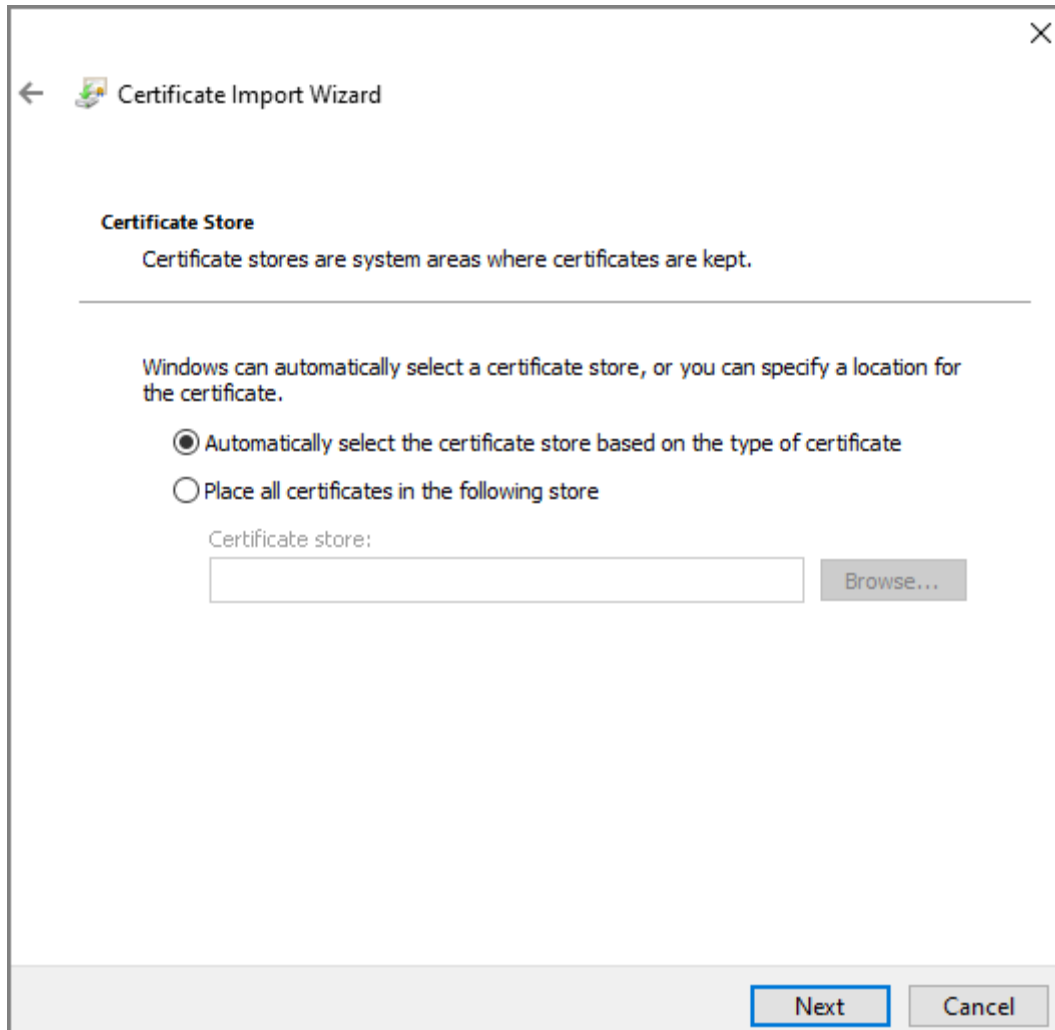 Certificate Import Wizard
Certificate Store
Certificate stores are system areas where certificates are kept.
Windows can automatically select a certificate store, or you can specify a location for
the certificate.
Automatically select the certificate store based on the type of certificate
Place all certificates in the following store
Certificate store:
Browse...
Next
Cancel